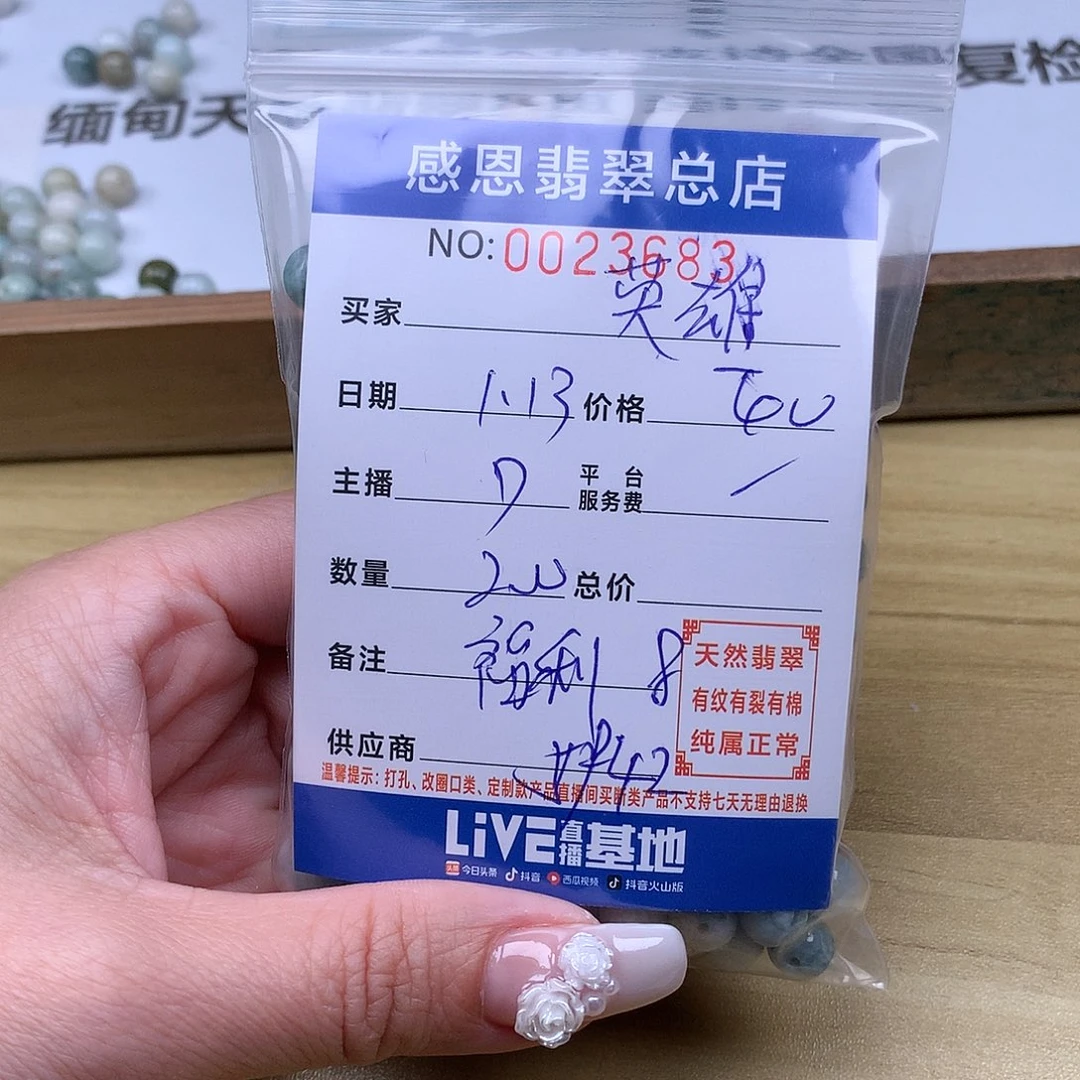 全国复检
缅甸天
感恩翡翠总店
NO:0023683
买家 英雄
日期 1.13 价格
主播 平台服务费 /
数量 总价
备注 福利 8
天然翡翠
有纹有裂有棉
纯属正常
供应商
温馨提示：打孔、改圈口类、定制款产品直播间买断类产品不支持七天无理由退换
LiVE直播基地
头条 今日头条 抖音 西瓜视频 抖音火山版